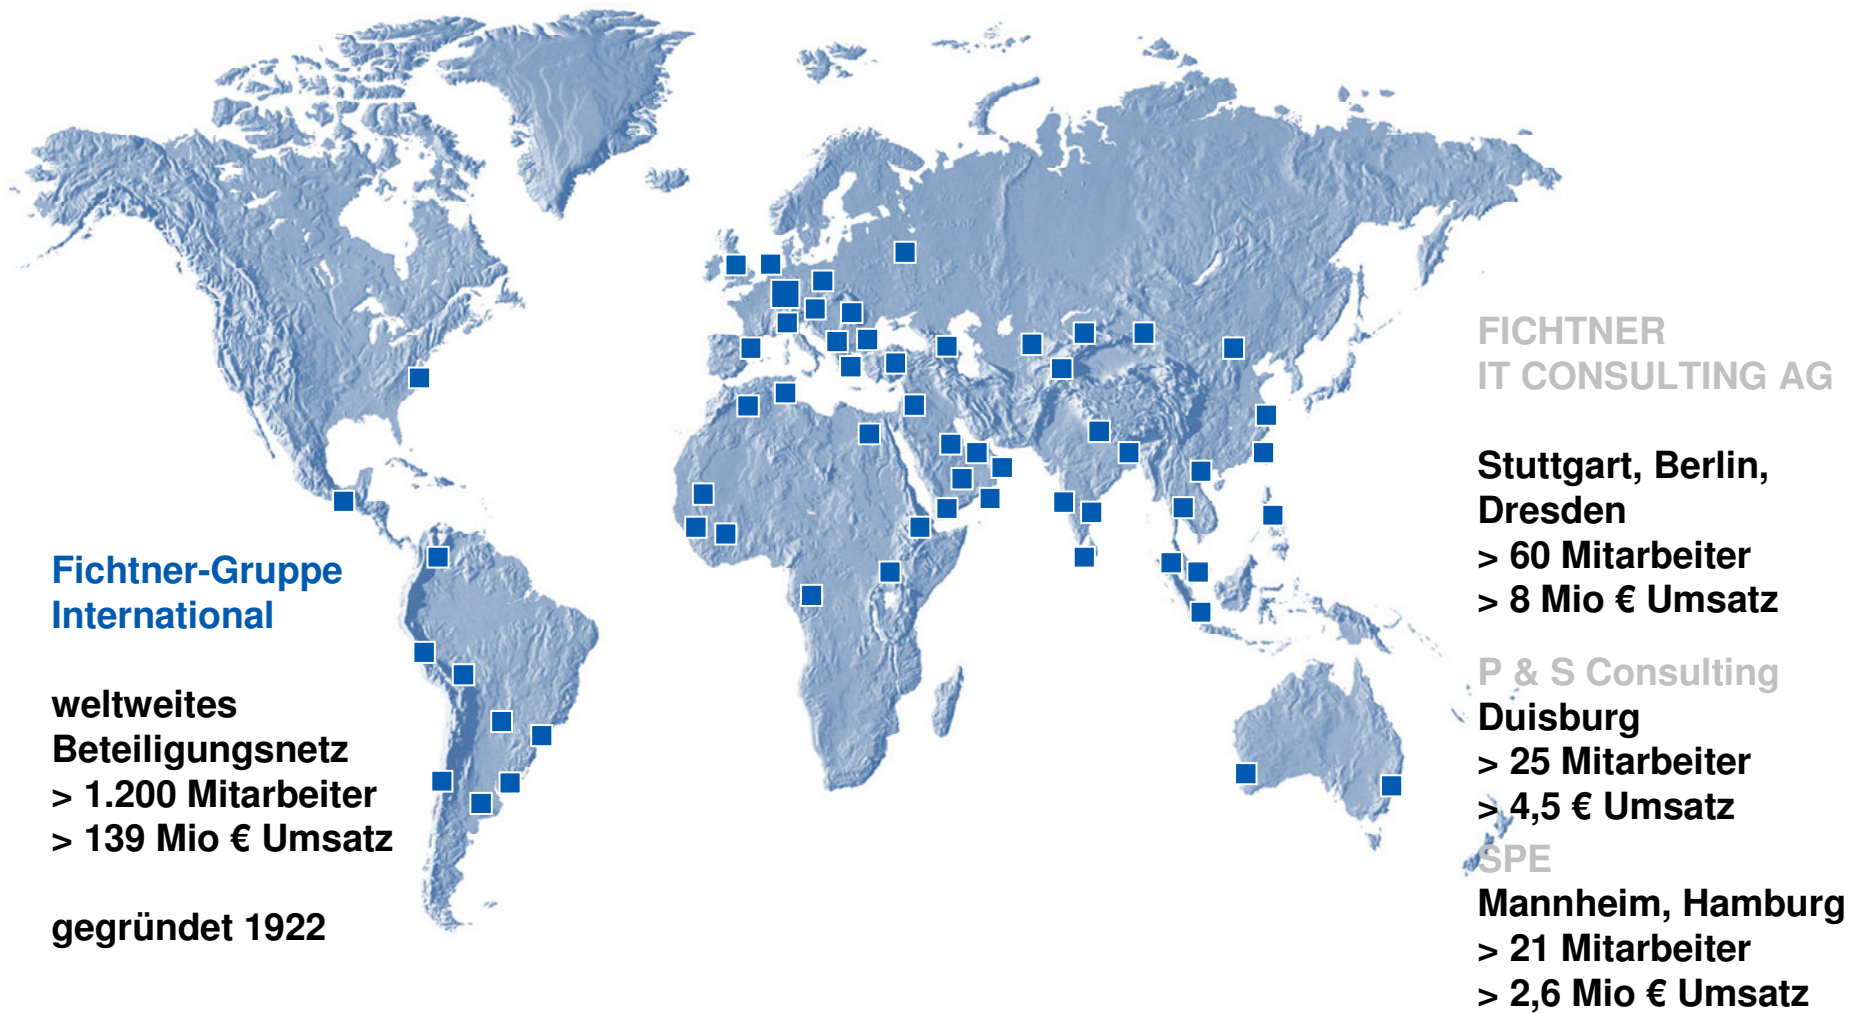 Fichtner-Gruppe
International
weltweites
Beteiligungsnetz
> 1.200 Mitarbeiter
> 139 Mio € Umsatz
gegründet 1922
FICHTNER
IT CONSULTING AG
Stuttgart, Berlin,
Dresden
> 60 Mitarbeiter
> 8 Mio € Umsatz
P & S Consulting
Duisburg
> 25 Mitarbeiter
> 4,5 € Umsatz
SPE
Mannheim, Hamburg
> 21 Mitarbeiter
> 2,6 Mio € Umsatz